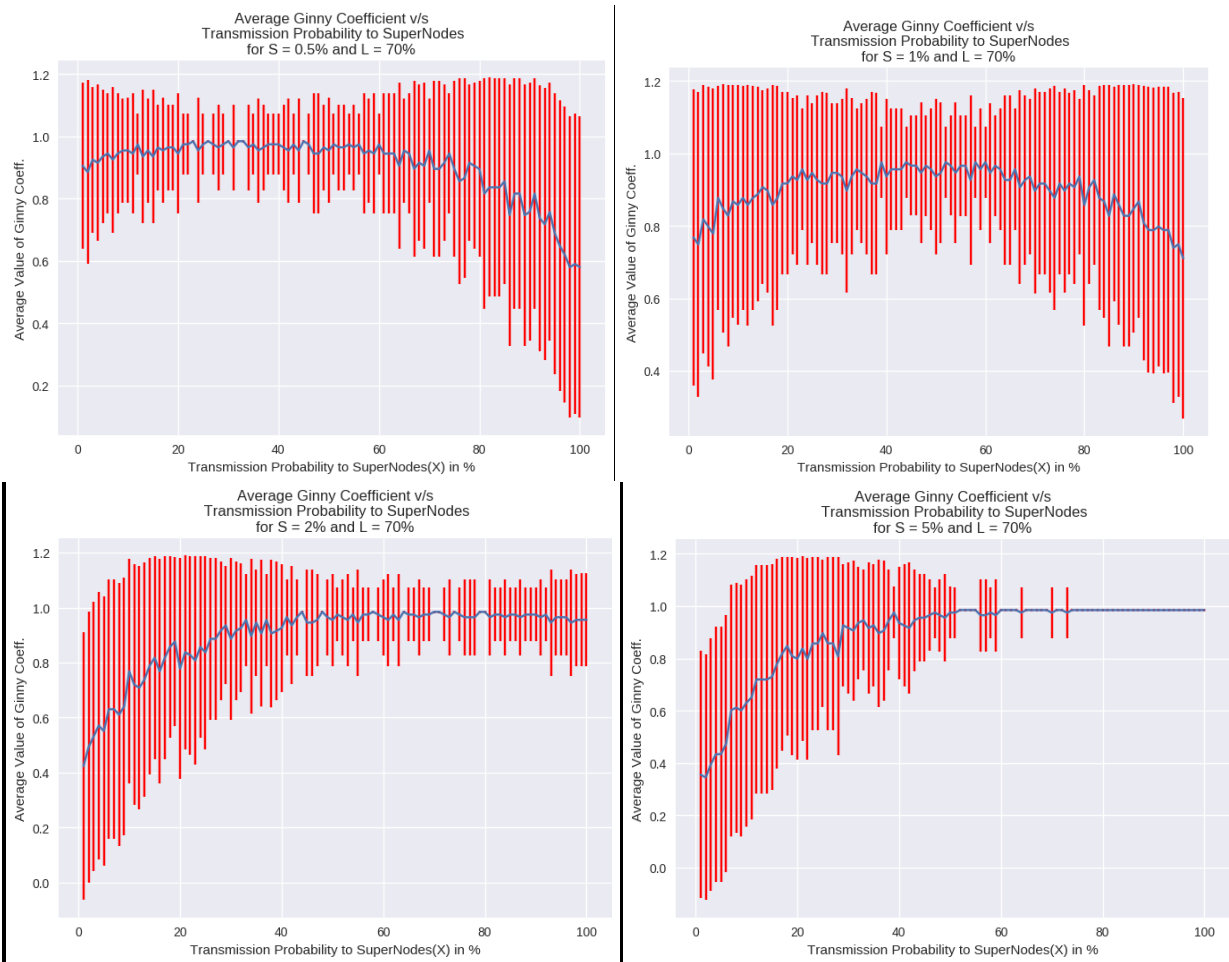 Average Ginny Coefficient v/s
Transmission Probability to SuperNodes
for S = 0.5% and L = 70%
Average Value of Ginny Coeff.
1.2
1.0
0.8
0.6
0.4
0.2
0 20 40 60 80 100
Transmission Probability to SuperNodes(X) in %
Average Ginny Coefficient v/s
Transmission Probability to SuperNodes
for S = 1% and L = 70%
Average Value of Ginny Coeff.
1.2
1.0
0.8
0.6
0.4
0 20 40 60 80 100
Transmission Probability to SuperNodes(X) in %
Average Ginny Coefficient v/s
Transmission Probability to SuperNodes
for S = 2% and L = 70%
Average Value of Ginny Coeff.
1.2
1.0
0.8
0.6
0.4
0.2
0.0
0 20 40 60 80 100
Transmission Probability to SuperNodes(X) in %
Average Ginny Coefficient v/s
Transmission Probability to SuperNodes
for S = 5% and L = 70%
Average Value of Ginny Coeff.
1.2
1.0
0.8
0.6
0.4
0.2
0.0
0 20 40 60 80 100
Transmission Probability to SuperNodes(X) in %